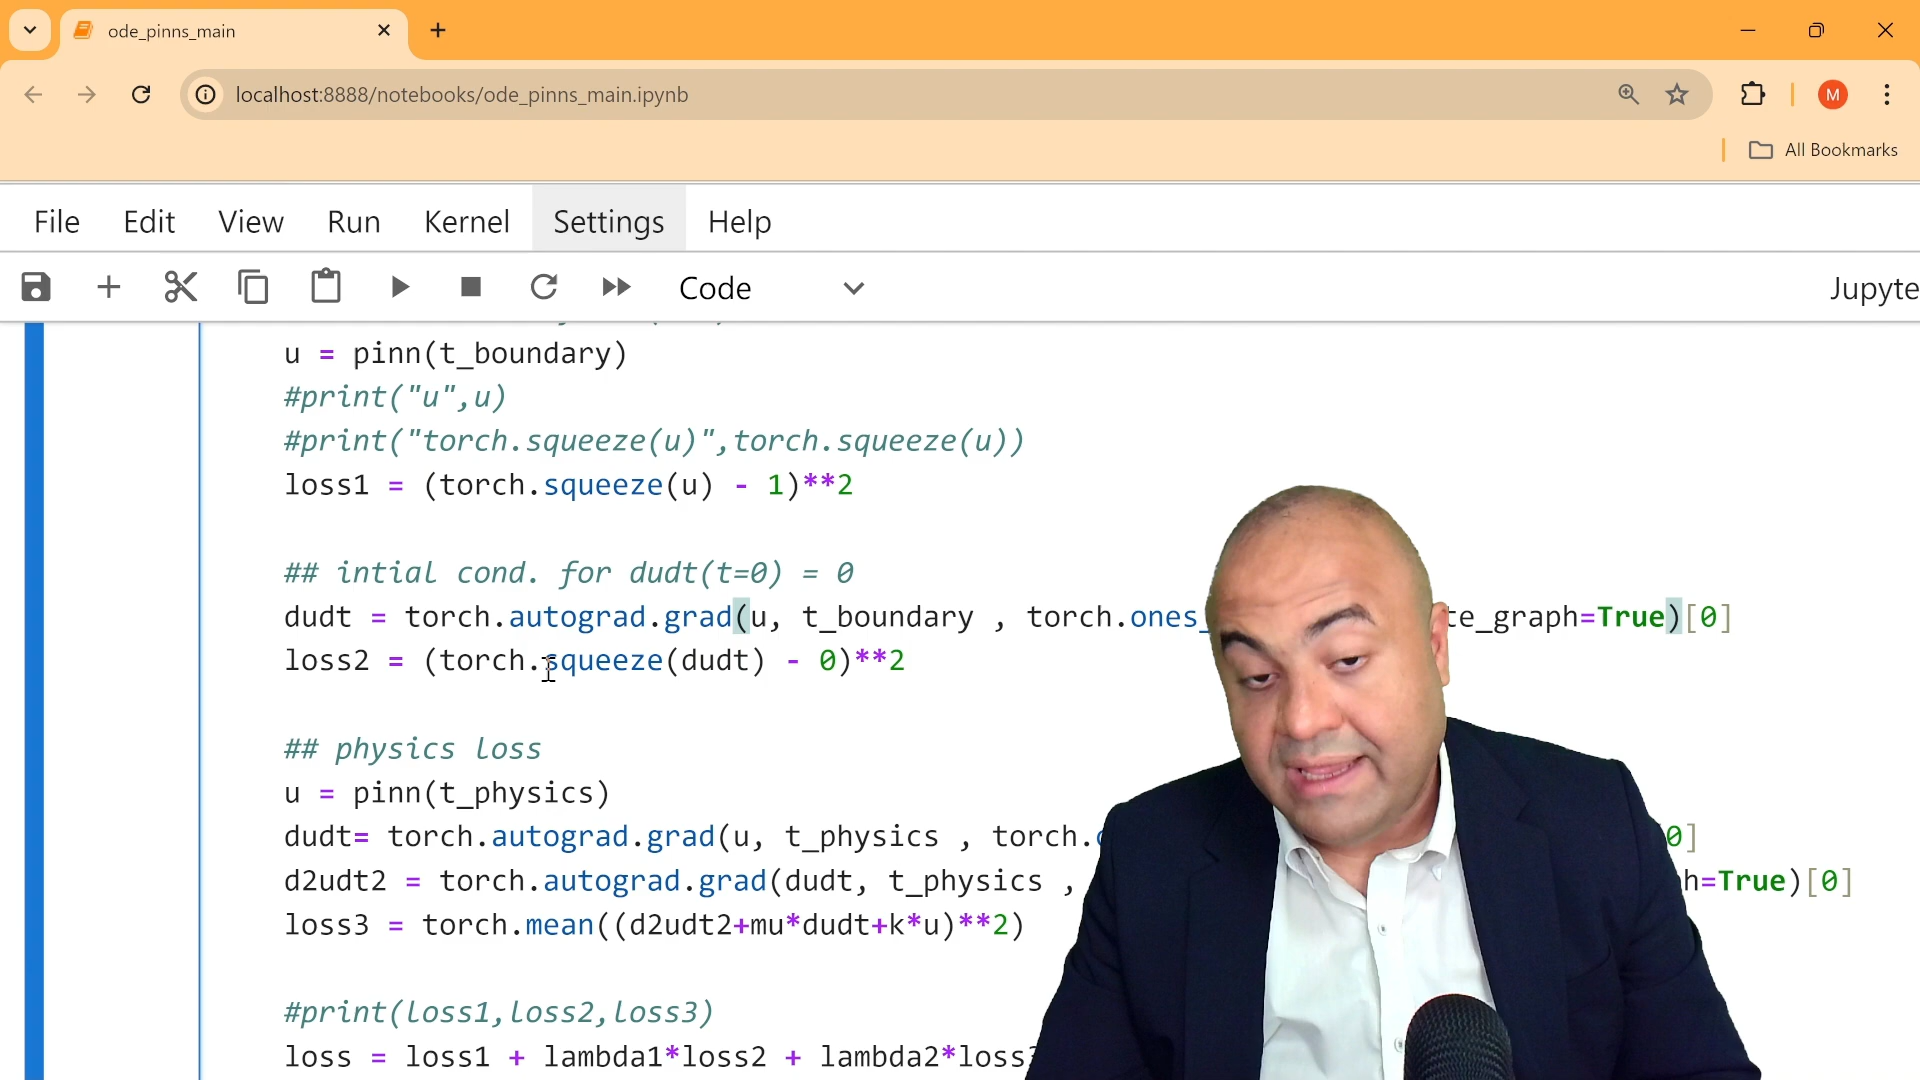 ode_pinns_main
localhost:8888/notebooks/ode_pinns_main.ipynb
M
All Bookmarks
File Edit View Run Kernel Settings Help
Code
Jupyte
u = pinn(t_boundary)
#print("u",u)
#print("torch.squeeze(u)",torch.squeeze(u))
loss1 = (torch.squeeze(u) - 1)**2
## intial cond. for dudt(t=0) = 0
dudt = torch.autograd.grad(u, t_boundary , torch.ones_ te_graph=True)[0]
loss2 = (torch.squeeze(dudt) - 0)**2
## physics loss
u = pinn(t_physics)
dudt= torch.autograd.grad(u, t_physics , torch. 0]
d2udt2 = torch.autograd.grad(dudt, t_physics , h=True)[0]
loss3 = torch.mean((d2udt2+mu*dudt+k*u)**2)
#print(loss1,loss2,loss3)
loss = loss1 + lambda1*loss2 + lambda2*loss3